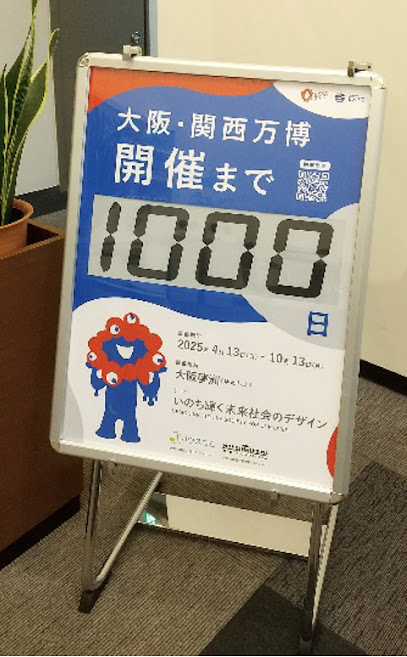 大阪・関西万博
開催まで
1000
日
2025年 4月13日(日) - 10月13日(月)
大阪 夢洲
いのち輝く未来社会のデザイン